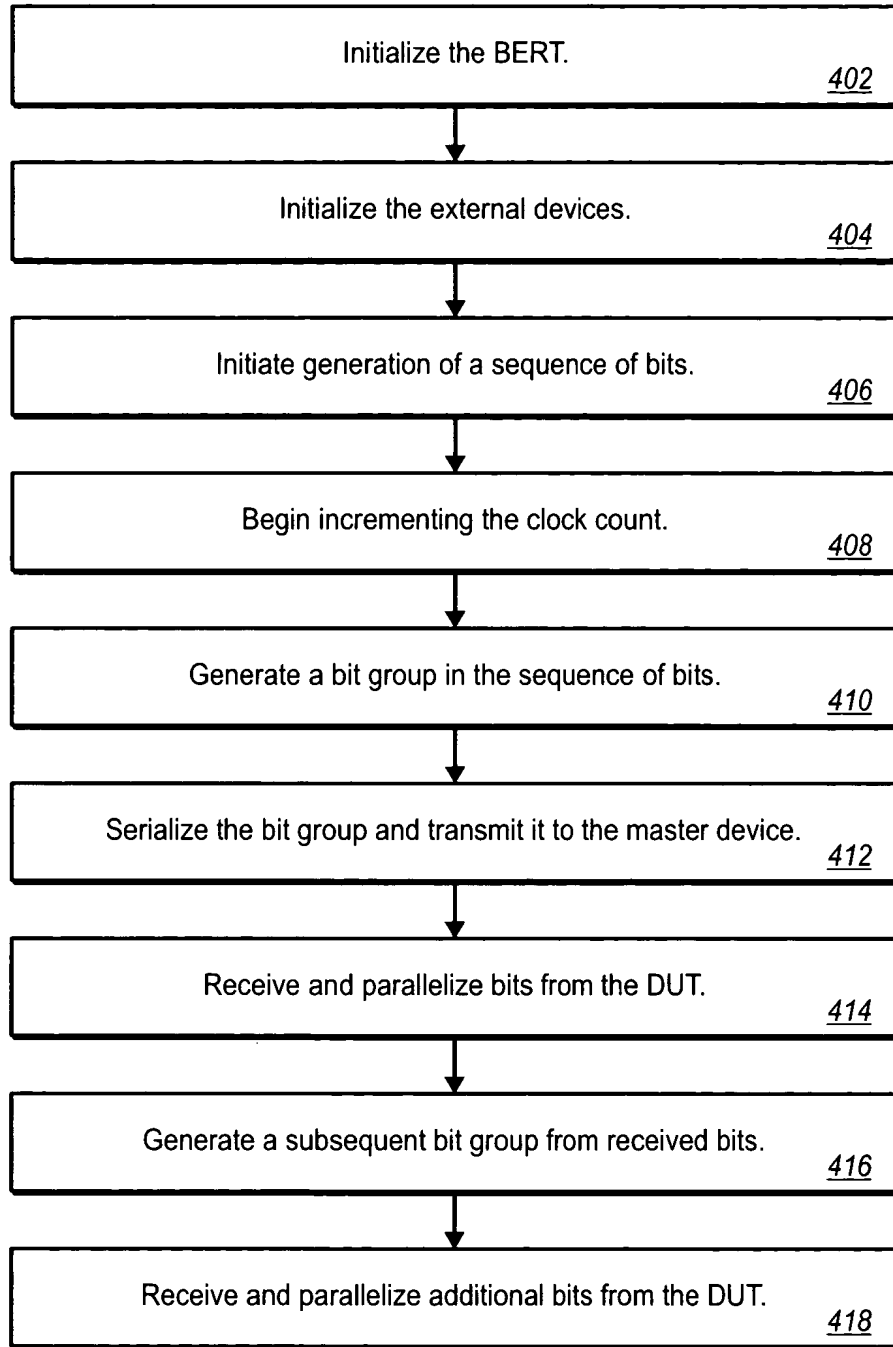 Initialize the BERT.
402
Initialize the external devices.
404
Initiate generation of a sequence of bits.
406
Begin incrementing the clock count.
408
Generate a bit group in the sequence of bits.
410
Serialize the bit group and transmit it to the master device.
412
Receive and parallelize bits from the DUT.
414
Generate a subsequent bit group from received bits.
416
Receive and parallelize additional bits from the DUT.
418